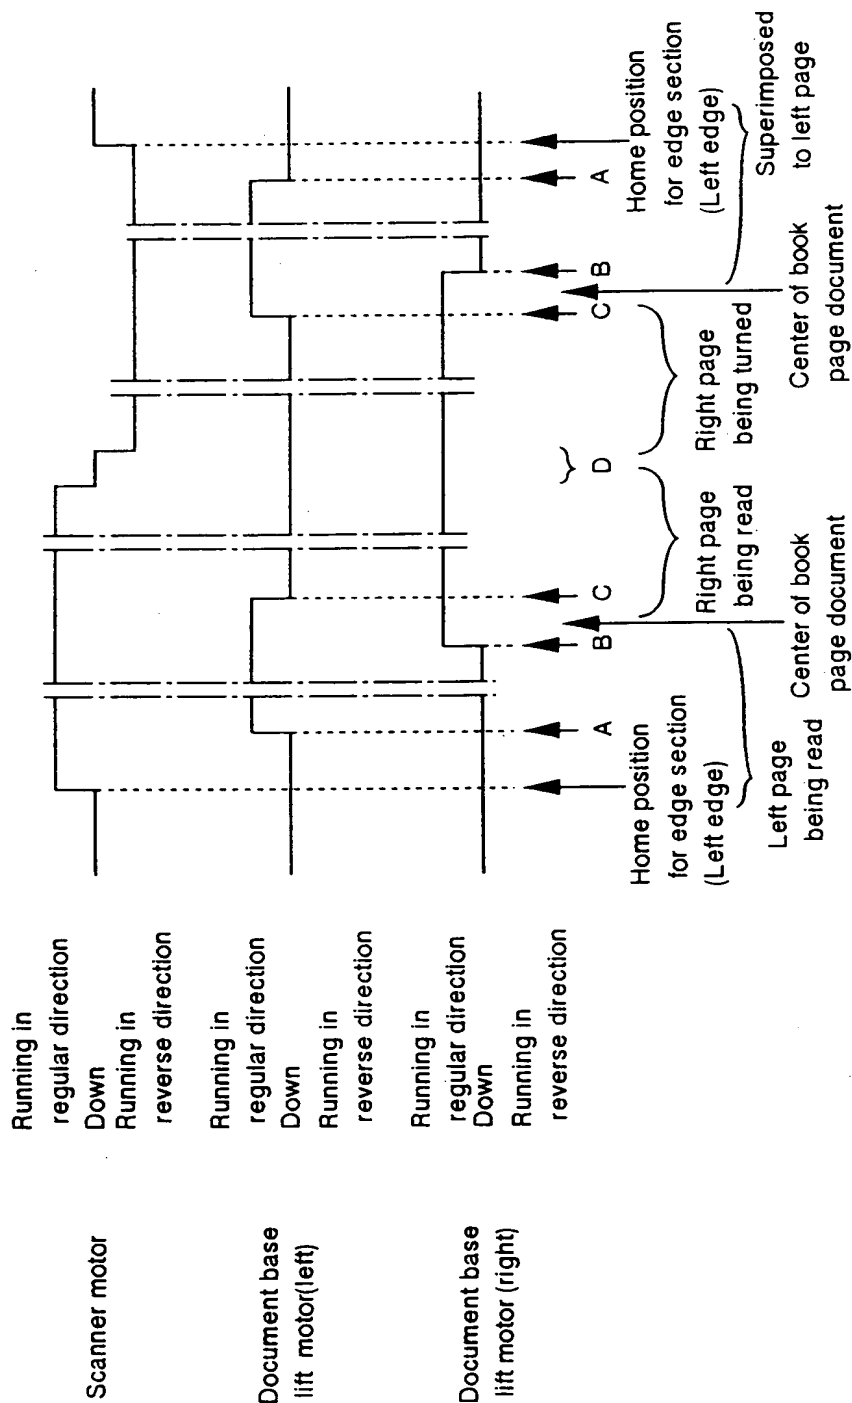 Scanner motor
Running in
regular direction
Down
Running in
reverse direction
Document base
lift motor(left)
Running in
regular direction
Down
Running in
reverse direction
Document base
lift motor (right)
Running in
regular direction
Down
Running in
reverse direction
A
B
C
D
C
B
A
Home position
for edge section
(Left edge)
Left page
being read
Center of book
page document
Right page
being read
Right page
being turned
Center of book
page document
Home position
for edge section
(Left edge)
Superimposed
to left page